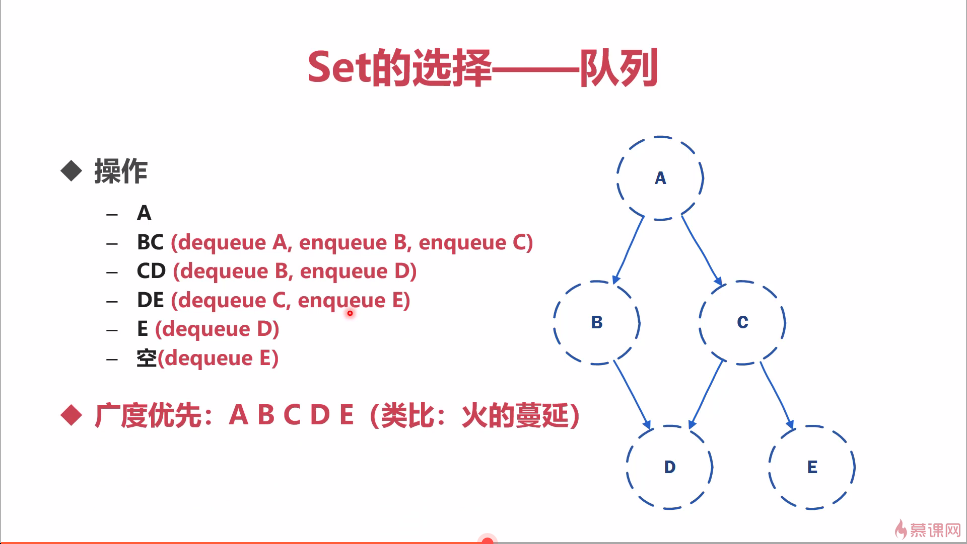 Set的选择——队列
◆ 操作
– A
– BC (dequeue A, enqueue B, enqueue C)
– CD (dequeue B, enqueue D)
– DE (dequeue C, enqueue E)
– E (dequeue D)
– 空(dequeue E)
◆ 广度优先：A B C D E（类比：火的蔓延）
A
B
C
D
E
慕课网